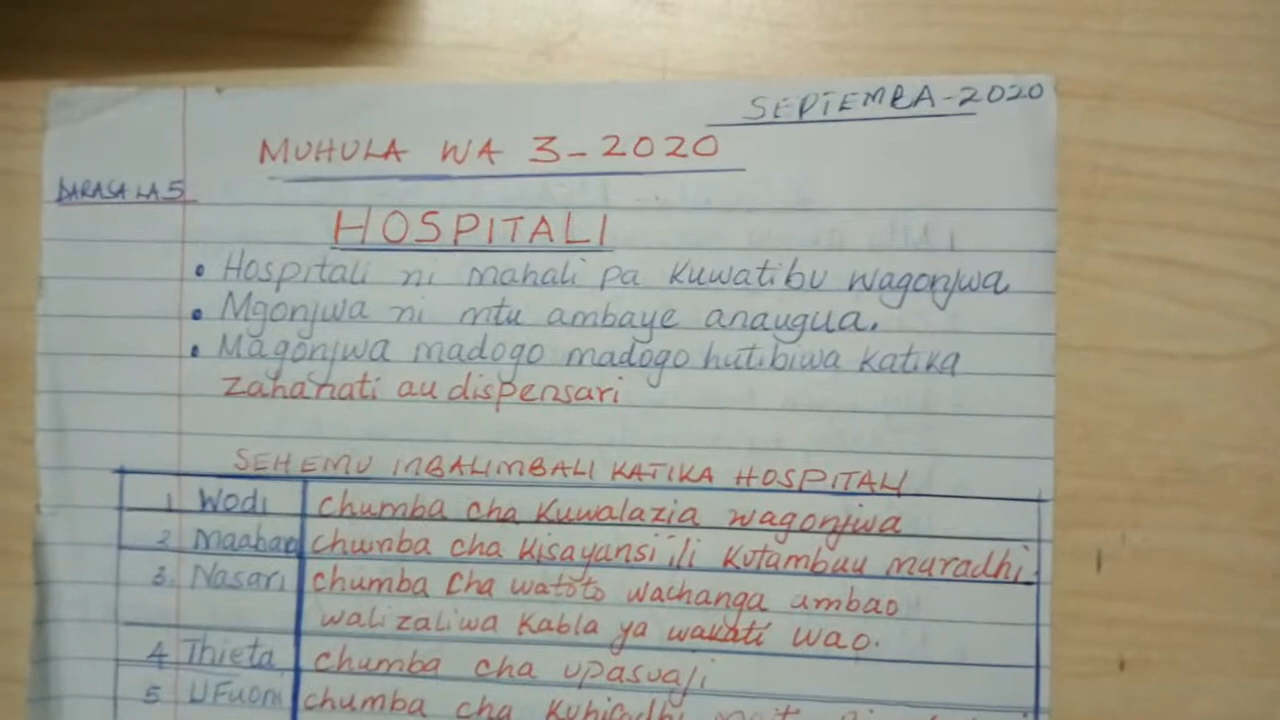 SEPTEMBA-2020
MUHULA WA 3-2020
DARASA LA 5
HOSPITALI
• Hospitali ni mahali pa kuwatibu wagonjwa
• Mgonjwa ni mtu ambaye anaugua.
• Magonjwa madogo madogo hutibiwa katika
zahanati au dispensari
SEHEMU MBALIMBALI KATIKA HOSPITALI
1 Wodi chumba cha kuwalazia wagonjwa
2 Maabara chumba cha kisayansi ili kutambau maradhi.
3. Nasari chumba cha watoto wachanga ambao
walizaliwa kabla ya wakati wao.
4 Thieta chumba cha upasuaji
5 Ufuoni chumba cha kuhifadhi maiti